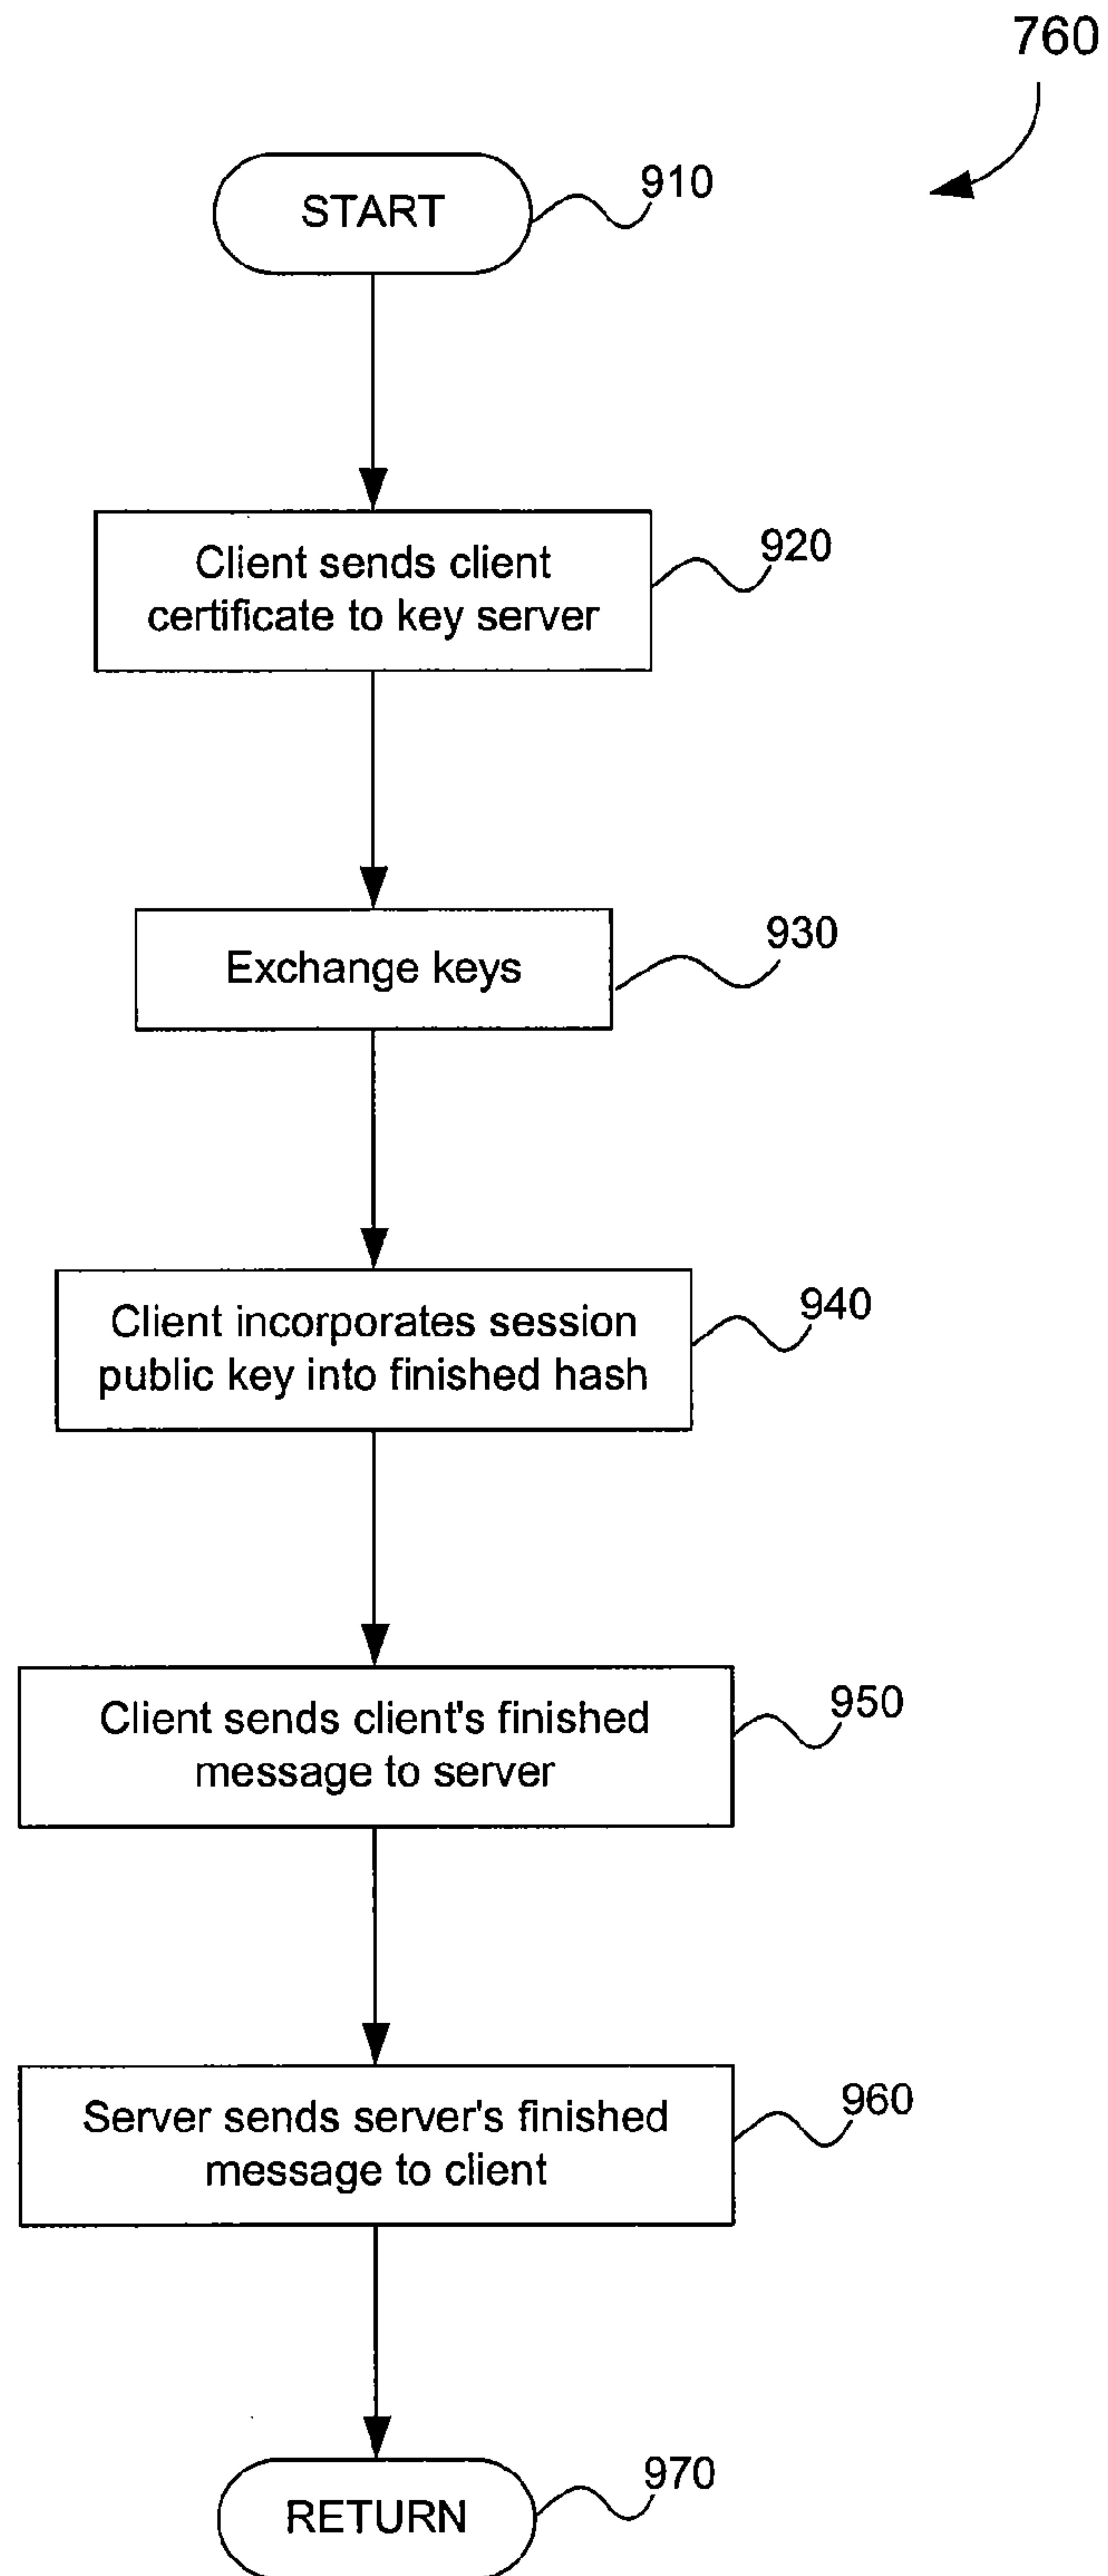 760
START
910
Client sends client
certificate to key server
920
Exchange keys
930
Client incorporates session
public key into finished hash
940
Client sends client's finished
message to server
950
Server sends server's finished
message to client
960
RETURN
970